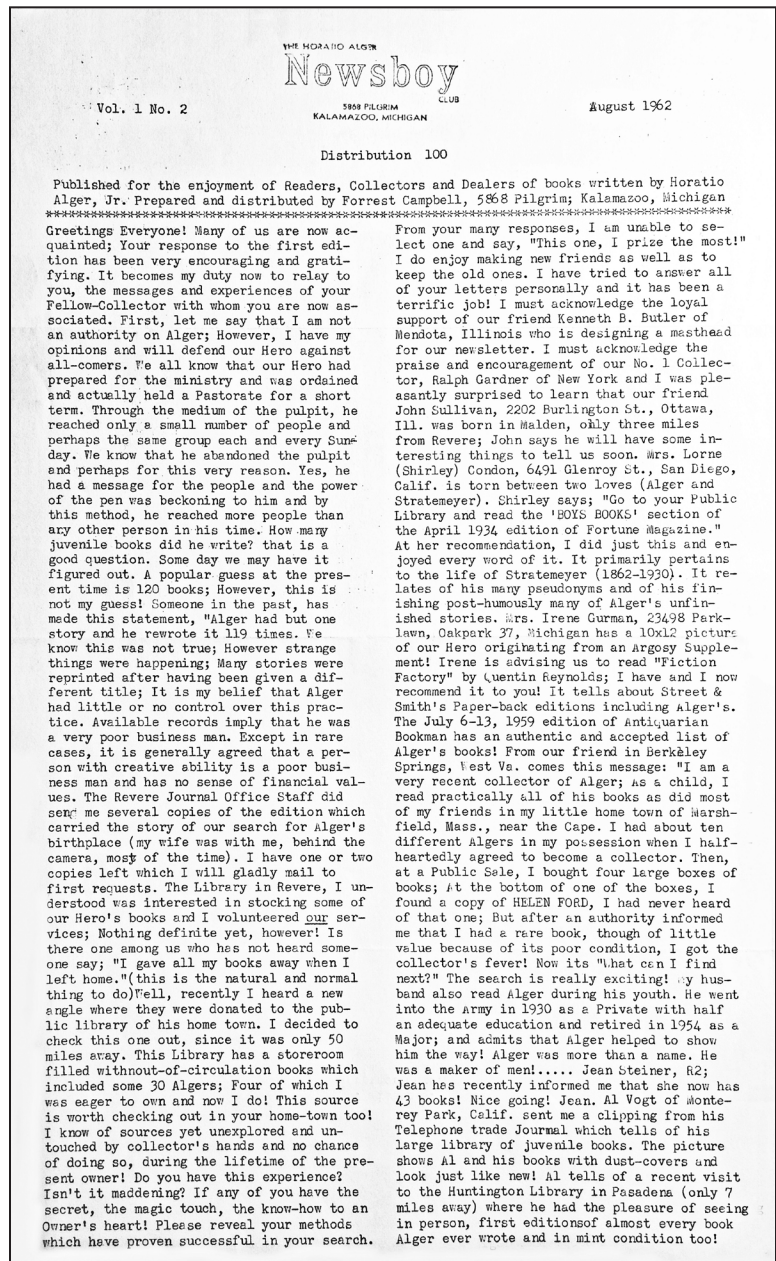 THE HORATIO ALGER
Newsboy
CLUB
Vol. 1 No. 2
5868 PILGRIM
KALAMAZOO, MICHIGAN
August 1962
Distribution 100
Published for the enjoyment of Readers, Collectors and Dealers of books written by Horatio
Alger, Jr. Prepared and distributed by Forrest Campbell, 5868 Pilgrim; Kalamazoo, Michigan
Greetings Everyone! Many of us are now ac-
quainted; Your response to the first edi-
tion has been very encouraging and grati-
fying. It becomes my duty now to relay to
you, the messages and experiences of your
Fellow-Collector with whom you are now as-
sociated. First, let me say that I am not
an authority on Alger; However, I have my
opinions and will defend our Hero against
all-comers. We all know that our Hero had
prepared for the ministry and was ordained
and actually held a Pastorate for a short
term. Through the medium of the pulpit, he
reached only a small number of people and
perhaps the same group each and every Sun-
day. We know that he abandoned the pulpit
and perhaps for this very reason. Yes, he
had a message for the people and the power
of the pen was beckoning to him and by
this method, he reached more people than
any other person in his time. How many
juvenile books did he write? that is a
good question. Some day we may have it
figured out. A popular guess at the pres-
ent time is 120 books; However, this is
not my guess! Someone in the past, has
made this statement, "Alger had but one
story and he rewrote it 119 times. We
know this was not true; However strange
things were happening; Many stories were
reprinted after having been given a dif-
ferent title; It is my belief that Alger
had little or no control over this prac-
tice. Available records imply that he was
a very poor business man. Except in rare
cases, it is generally agreed that a per-
son with creative ability is a poor busi-
ness man and has no sense of financial val-
ues. The Revere Journal Office Staff did
send me several copies of the edition which
carried the story of our search for Alger's
birthplace (my wife was with me, behind the
camera, most of the time). I have one or two
copies left which I will gladly mail to
first requests. The Library in Revere, I un-
derstood was interested in stocking some of
our Hero's books and I volunteered our ser-
vices; Nothing definite yet, however! Is
there one among us who has not heard some-
one say; "I gave all my books away when I
left home."(this is the natural and normal
thing to do)Well, recently I heard a new
angle where they were donated to the pub-
lic library of his home town. I decided to
check this one out, since it was only 50
miles away. This Library has a storeroom
filled withnout-of-circulation books which
included some 30 Algers; Four of which I
was eager to own and now I do! This source
is worth checking out in your home-town too!
I know of sources yet unexplored and un-
touched by collector's hands and no chance
of doing so, during the lifetime of the pre-
sent owner! Do you have this experience?
Isn't it maddening? If any of you have the
secret, the magic touch, the know-how to an
Owner's heart! Please reveal your methods
which have proven successful in your search.
From your many responses, I am unable to se-
lect one and say, "This one, I prize the most!"
I do enjoy making new friends as well as to
keep the old ones. I have tried to answer all
of your letters personally and it has been a
terrific job! I must acknowledge the loyal
support of our friend Kenneth B. Butler of
Mendota, Illinois who is designing a masthead
for our newsletter. I must acknowledge the
praise and encouragement of our No. 1 Collec-
tor, Ralph Gardner of New York and I was ple-
asantly surprised to learn that our friend
John Sullivan, 2202 Burlington St., Ottawa,
Ill. was born in Malden, only three miles
from Revere; John says he will have some in-
teresting things to tell us soon. Mrs. Lorne
(Shirley) Condon, 6491 Glenroy St., San Diego,
Calif. is torn between two loves (Alger and
Stratemeyer). Shirley says; "Go to your Public
Library and read the 'BOYS BOOKS' section of
the April 1934 edition of Fortune Magazine."
At her recommendation, I did just this and en-
joyed every word of it. It primarily pertains
to the life of Stratemeyer (1862-1930). It re-
lates of his many pseudonyms and of his fin-
ishing post-humously many of Alger's unfin-
ished stories. Mrs. Irene Gurman, 23498 Park-
lawn, Oakpark 37, Michigan has a 10x12 picture
of our Hero originating from an Argosy Supple-
ment! Irene is advising us to read "Fiction
Factory" by Quentin Reynolds; I have and I now
recommend it to you! It tells about Street &
Smith's Paper-back editions including Alger's.
The July 6-13, 1959 edition of Antiquarian
Bookman has an authentic and accepted list of
Alger's books! From our friend in Berkeley
Springs, West Va. comes this message: "I am a
very recent collector of Alger; As a child, I
read practically all of his books as did most
of my friends in my little home town of Marsh-
field, Mass., near the Cape. I had about ten
different Algers in my possession when I half-
heartedly agreed to become a collector. Then,
at a Public Sale, I bought four large boxes of
books; At the bottom of one of the boxes, I
found a copy of HELEN FORD, I had never heard
of that one; But after an authority informed
me that I had a rare book, though of little
value because of its poor condition, I got the
collector's fever! Now its "What can I find
next?" The search is really exciting! My hus-
band also read Alger during his youth. He went
into the Army in 1930 as a Private with half
an adequate education and retired in 1954 as a
Major; and admits that Alger helped to show
him the way! Alger was more than a name. He
was a maker of men!..... Jean Steiner, R2;
Jean has recently informed me that she now has
43 books! Nice going! Jean. Al Vogt of Monte-
rey Park, Calif. sent me a clipping from his
Telephone trade Journal which tells of his
large library of juvenile books. The picture
shows Al and his books with dust-covers and
look just like new! Al tells of a recent visit
to the Huntington Library in Pasadena (only 7
miles away) where he had the pleasure of seeing
in person, first editionsof almost every book
Alger ever wrote and in mint condition too!